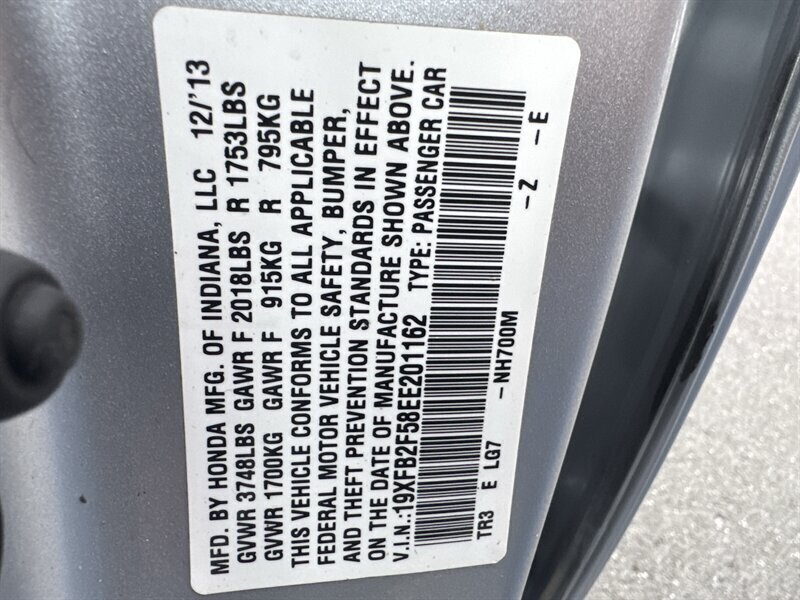 MFD. BY HONDA MFG. OF INDIANA, LLC 12/'13
GVWR 3748LBS GAWR F 2018LBS R 1753LBS
GVWR 1700KG GAWR F 915KG R 795KG
THIS VEHICLE CONFORMS TO ALL APPLICABLE
FEDERAL MOTOR VEHICLE SAFETY, BUMPER,
AND THEFT PREVENTION STANDARDS IN EFFECT
ON THE DATE OF MANUFACTURE SHOWN ABOVE.
V.I.N.:19XFB2F58EE201162 TYPE: PASSENGER CAR
TR3 E LG7 -NH700M -Z -E